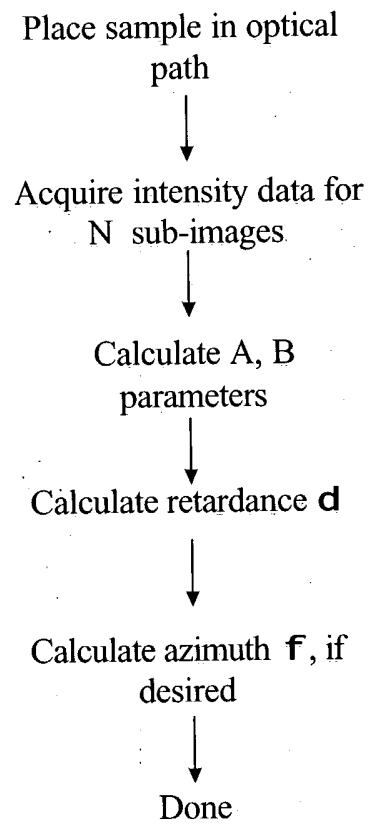 Place sample in optical
path
Acquire intensity data for
N sub-images
Calculate A, B
parameters
Calculate retardance d
Calculate azimuth f, if
desired
Done